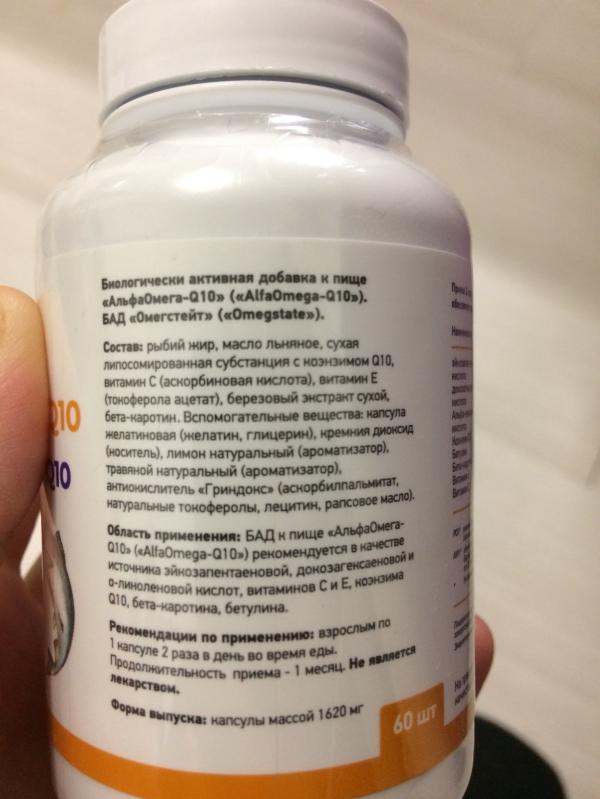 Биологически активная добавка к пище
«АльфаОмега-Q10» («AlfaOmega-Q10»).
БАД «Омегстейт» («Omegstate»).
Состав: рыбий жир, масло льняное, сухая
липосомированная субстанция с коэнзимом Q10,
витамин С (аскорбиновая кислота), витамин Е
(токоферола ацетат), березовый экстракт сухой,
бета-каротин. Вспомогательные вещества: капсула
желатиновая (желатин, глицерин), кремния диоксид
(носитель), лимон натуральный (ароматизатор),
травяной натуральный (ароматизатор),
антиокислитель «Гриндокс» (аскорбилпальмитат,
натуральные токоферолы, лецитин, рапсовое масло).
Область применения: БАД к пище «АльфаОмега-
Q10» («AlfaOmega-Q10») рекомендуется в качестве
источника эйкозапентаеновой, докозагексаеновой и
α-линоленовой кислот, витаминов С и Е, коэнзима
Q10, бета-каротина, бетулина.
Рекомендации по применению: взрослым по
1 капсуле 2 раза в день во время еды.
Продолжительность приема - 1 месяц. Не является
лекарством.
Форма выпуска: капсулы массой 1620 мг
60 шт
Q10
Q10